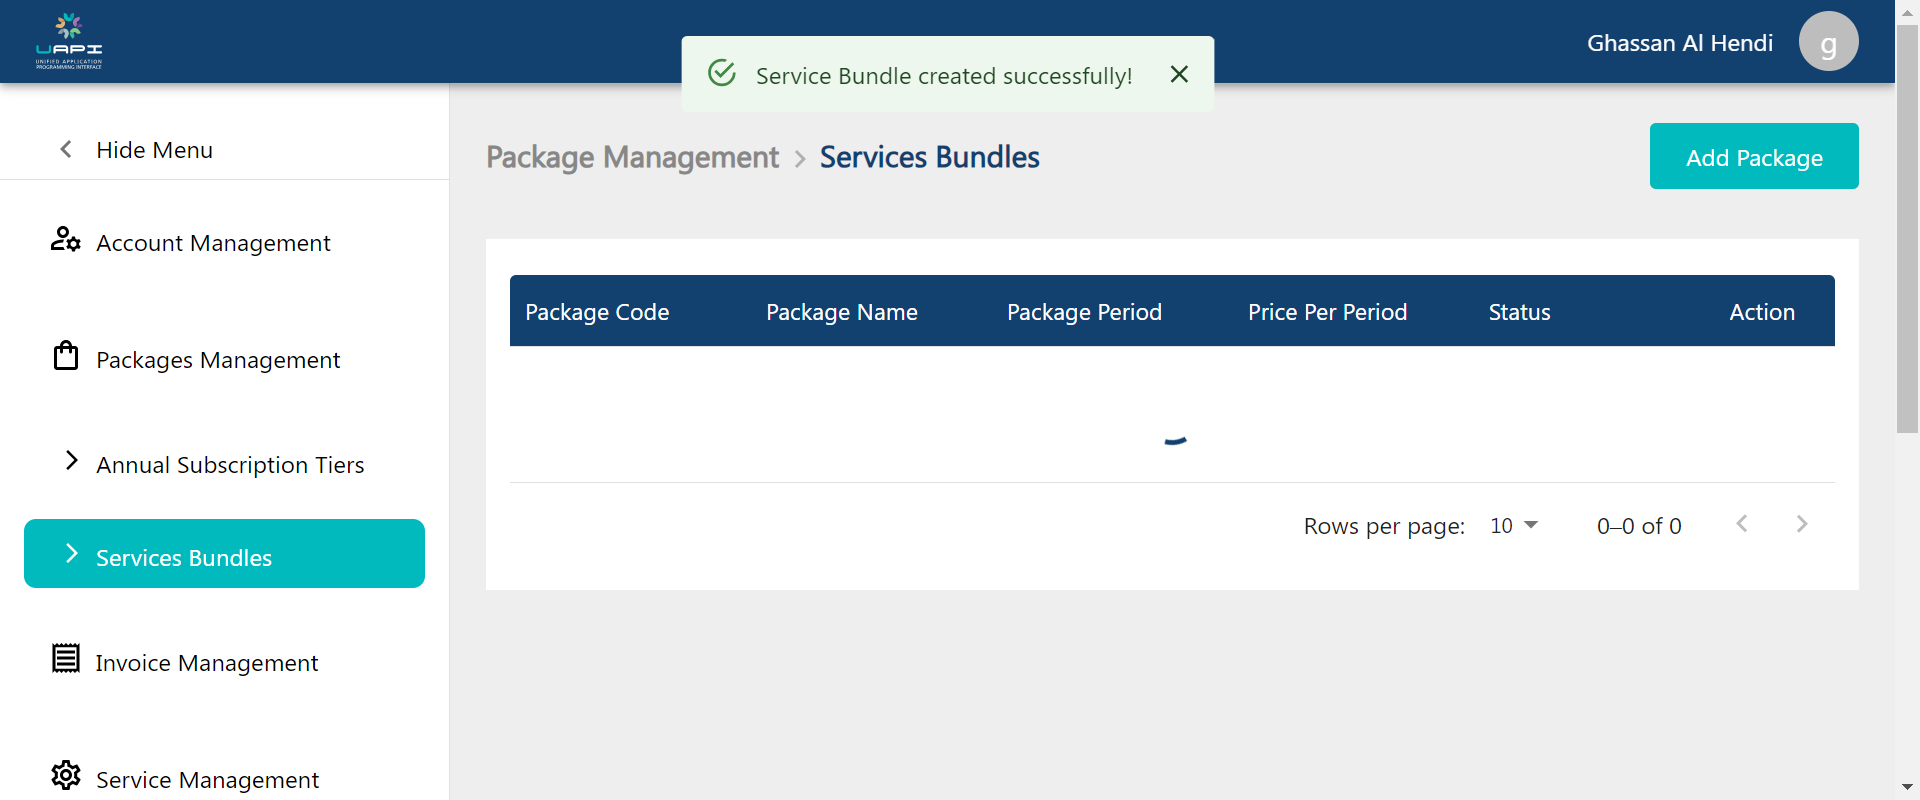 UAPI
UNIFIED APPLICATION
PROGRAMMING INTERFACE
Service Bundle created successfully!
Ghassan Al Hendi
g
Hide Menu
Package Management > Services Bundles
Add Package
Account Management
Packages Management
Annual Subscription Tiers
Services Bundles
Invoice Management
Service Management
Package Code Package Name Package Period Price Per Period Status Action
Rows per page: 10 0–0 of 0